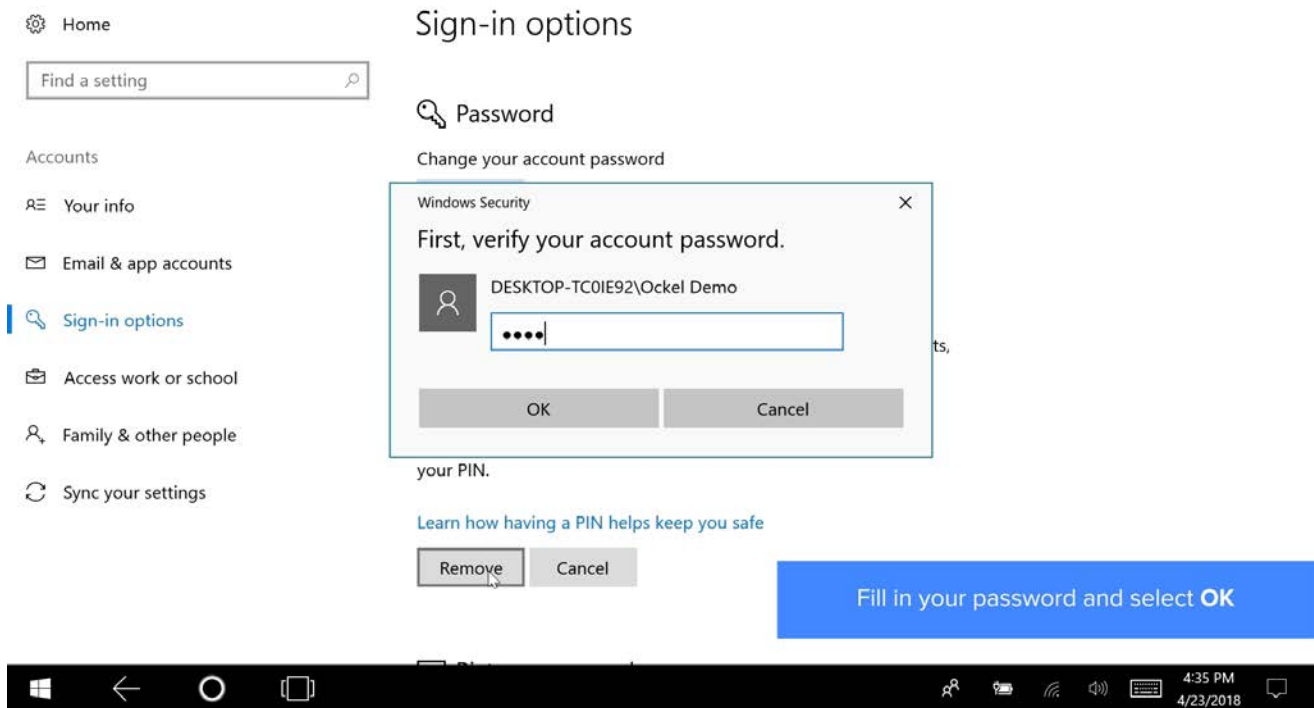 Home
Find a setting
Accounts
Your info
Email & app accounts
Sign-in options
Access work or school
Family & other people
Sync your settings
Sign-in options
Password
Change your account password
Windows Security
First, verify your account password.
DESKTOP-TC0IE92\Ockel Demo
••••
OK
Cancel
ts,
your PIN.
Learn how having a PIN helps keep you safe
Remove
Cancel
Fill in your password and select OK
4:35 PM
4/23/2018